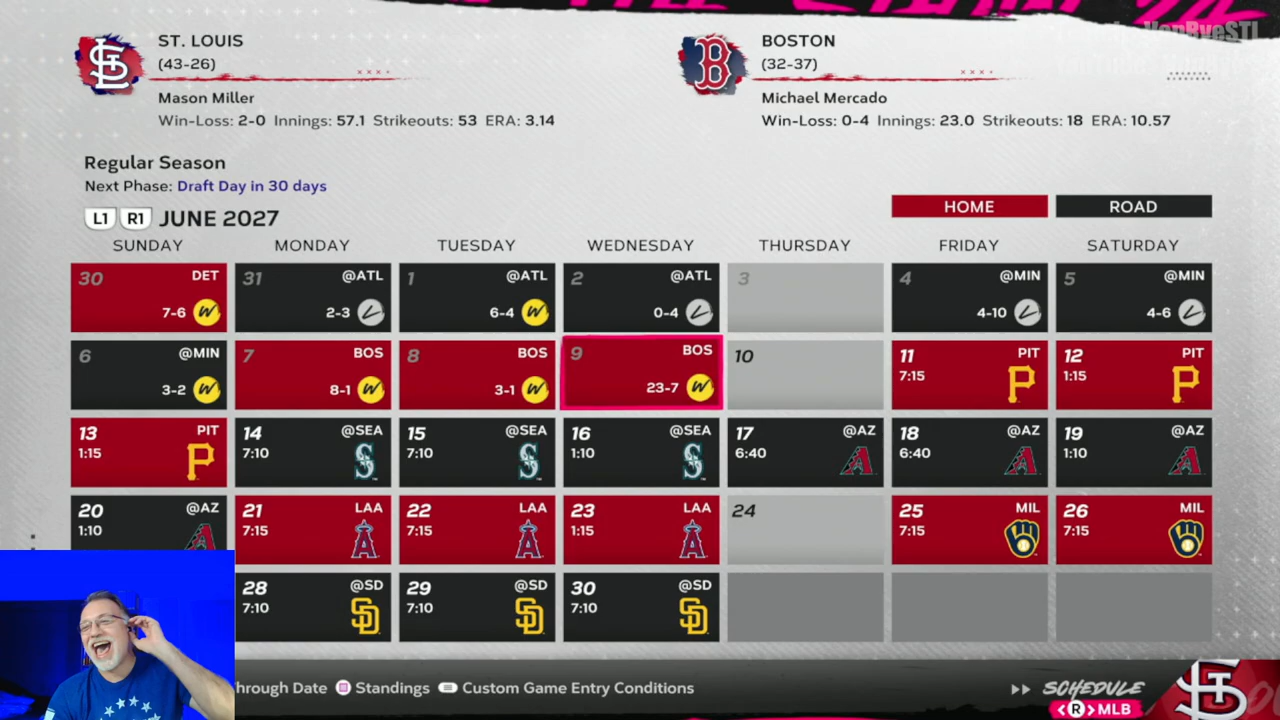 ST. LOUIS
(43-26)
Mason Miller
Win-Loss: 2-0 Innings: 57.1 Strikeouts: 53 ERA: 3.14
BOSTON
(32-37)
Michael Mercado
Win-Loss: 0-4 Innings: 23.0 Strikeouts: 18 ERA: 10.57
Regular Season
Next Phase: Draft Day in 30 days
L1 R1 JUNE 2027
HOME ROAD
SUNDAY MONDAY TUESDAY WEDNESDAY THURSDAY FRIDAY SATURDAY
30 DET 31 @ATL 1 @ATL 2 @ATL 3 4 @MIN 5 @MIN
7-6 W 2-3 L 6-4 W 0-4 L 4-10 L 4-6 L
6 @MIN 7 BOS 8 BOS 9 BOS 10 11 PIT 12 PIT
3-2 W 8-1 W 3-1 W 23-7 W 7:15 P 1:15 P
13 PIT 14 @SEA 15 @SEA 16 @SEA 17 @AZ 18 @AZ 19 @AZ
1:15 P 7:10 S 7:10 S 1:10 S 6:40 A 6:40 A 1:10 A
20 @AZ 21 LAA 22 LAA 23 LAA 24 25 MIL 26 MIL
1:10 A 7:15 A 7:15 A 1:15 A 7:15 7:15
28 @SD 29 @SD 30 @SD
7:10 SD 7:10 SD 7:10 SD
hrough Date Standings Custom Game Entry Conditions
SCHEDULE
R MLB